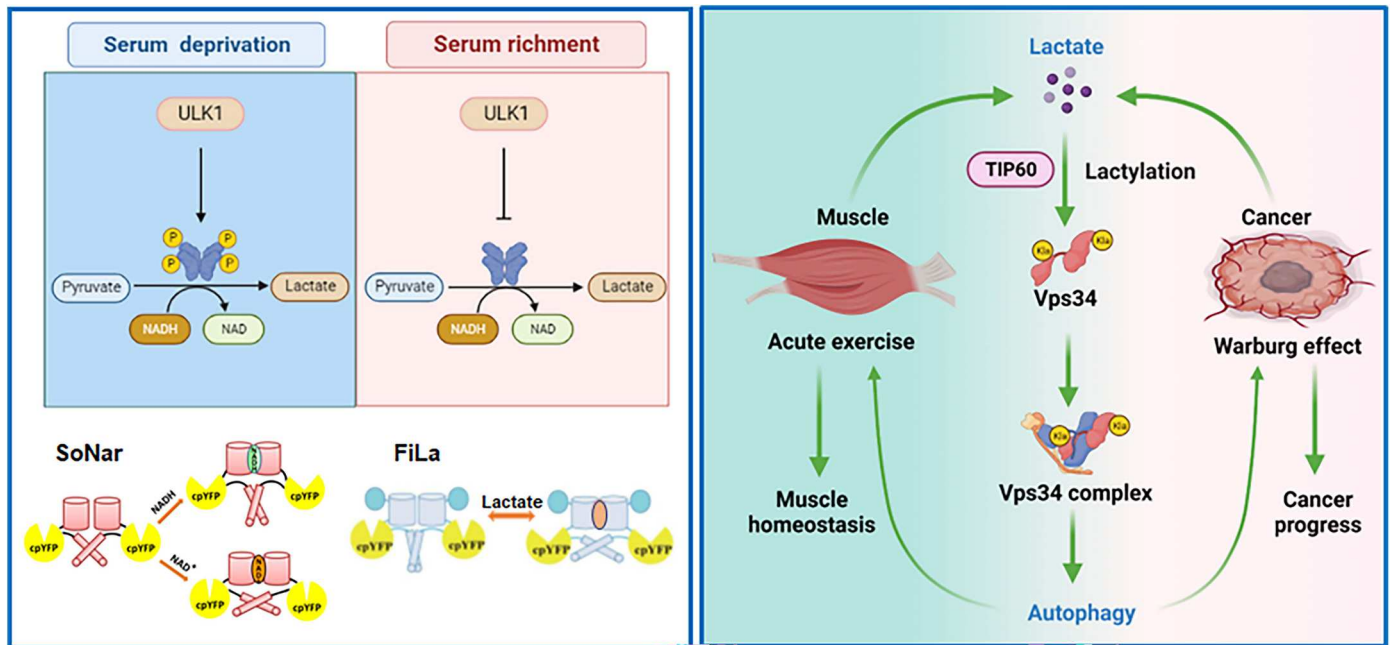 Serum deprivation
Serum richment
ULK1
ULK1
P
P
P
P
Pyruvate
Lactate
NADH
NAD
Pyruvate
Lactate
NADH
NAD
SoNar
cpYFP
cpYFP
NADH
NADH
cpYFP
cpYFP
NAD+
NAD
cpYFP
cpYFP
FiLa
cpYFP
cpYFP
Lactate
cpYFP
cpYFP
Lactate
TIP60
Lactylation
Muscle
Cancer
Kla
Kla
Vps34
Acute exercise
Warburg effect
Kla
Kla
Vps34 complex
Muscle
homeostasis
Cancer
progress
Autophagy